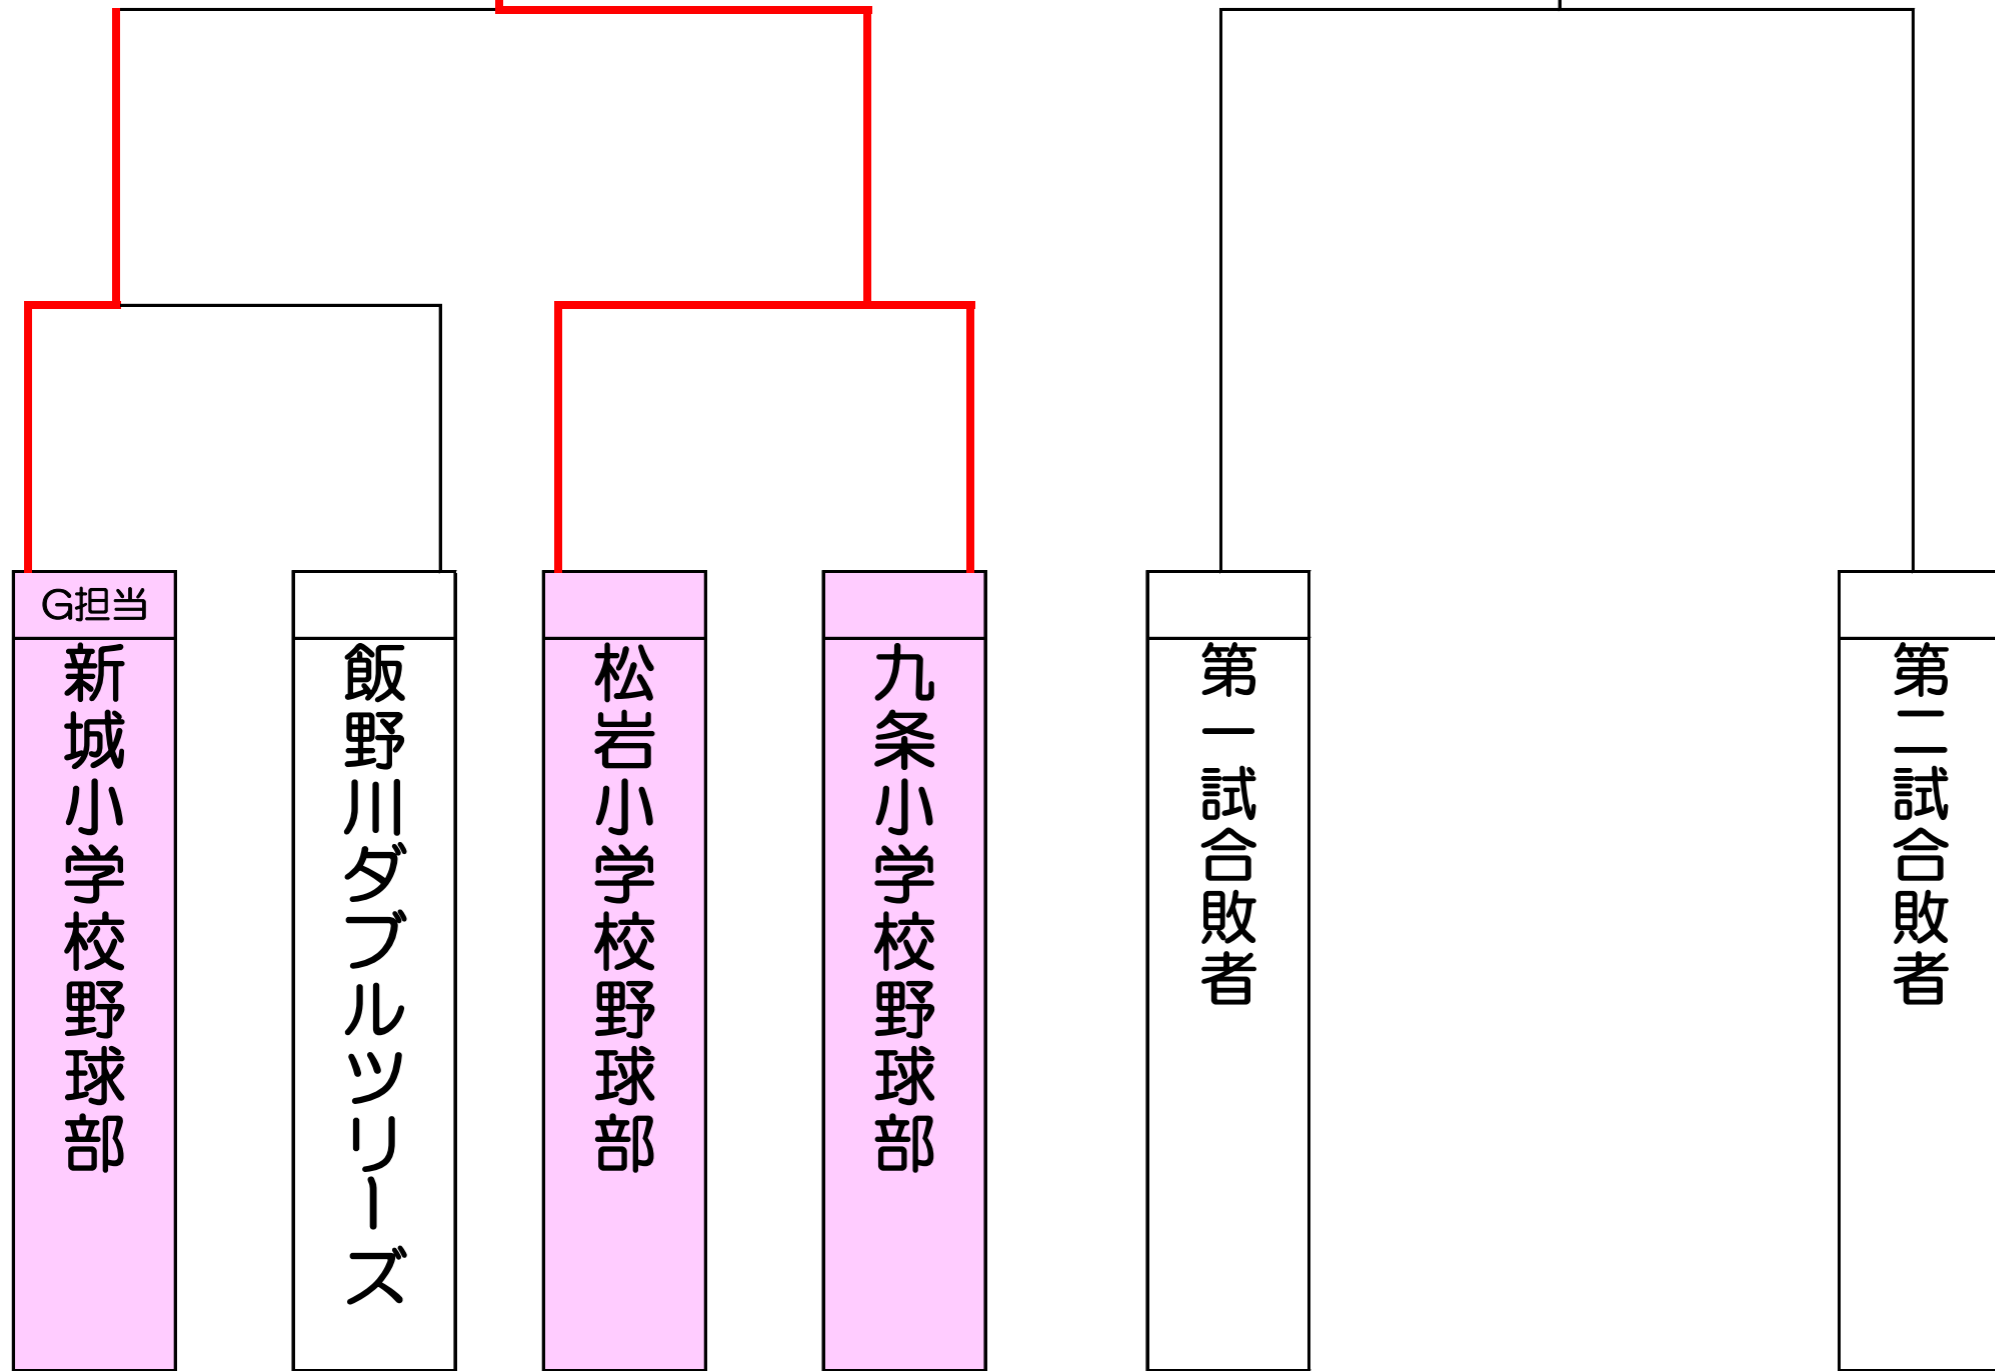 G担当
新城小学校野球部
飯野川ダブルツリーズ
松岩小学校野球部
九条小学校野球部
第一試合敗者
第二試合敗者